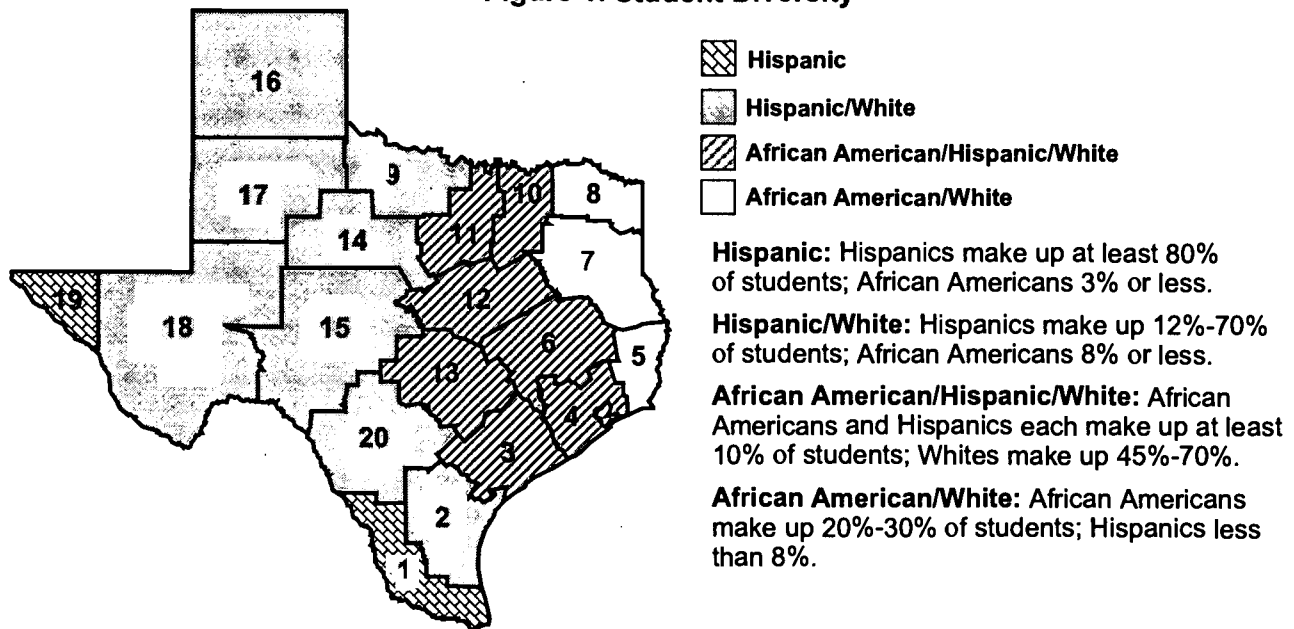 Figure 1. Student Diversity
16
17
9
10
8
11
14
7
19
18
12
15
6
5
13
4
20
3
2
1
Hispanic
Hispanic/White
African American/Hispanic/White
African American/White
Hispanic: Hispanics make up at least 80%
of students; African Americans 3% or less.
Hispanic/White: Hispanics make up 12%-70%
of students; African Americans 8% or less.
African American/Hispanic/White: African
Americans and Hispanics each make up at least
10% of students; Whites make up 45%-70%.
African American/White: African Americans
make up 20%-30% of students; Hispanics less
than 8%.